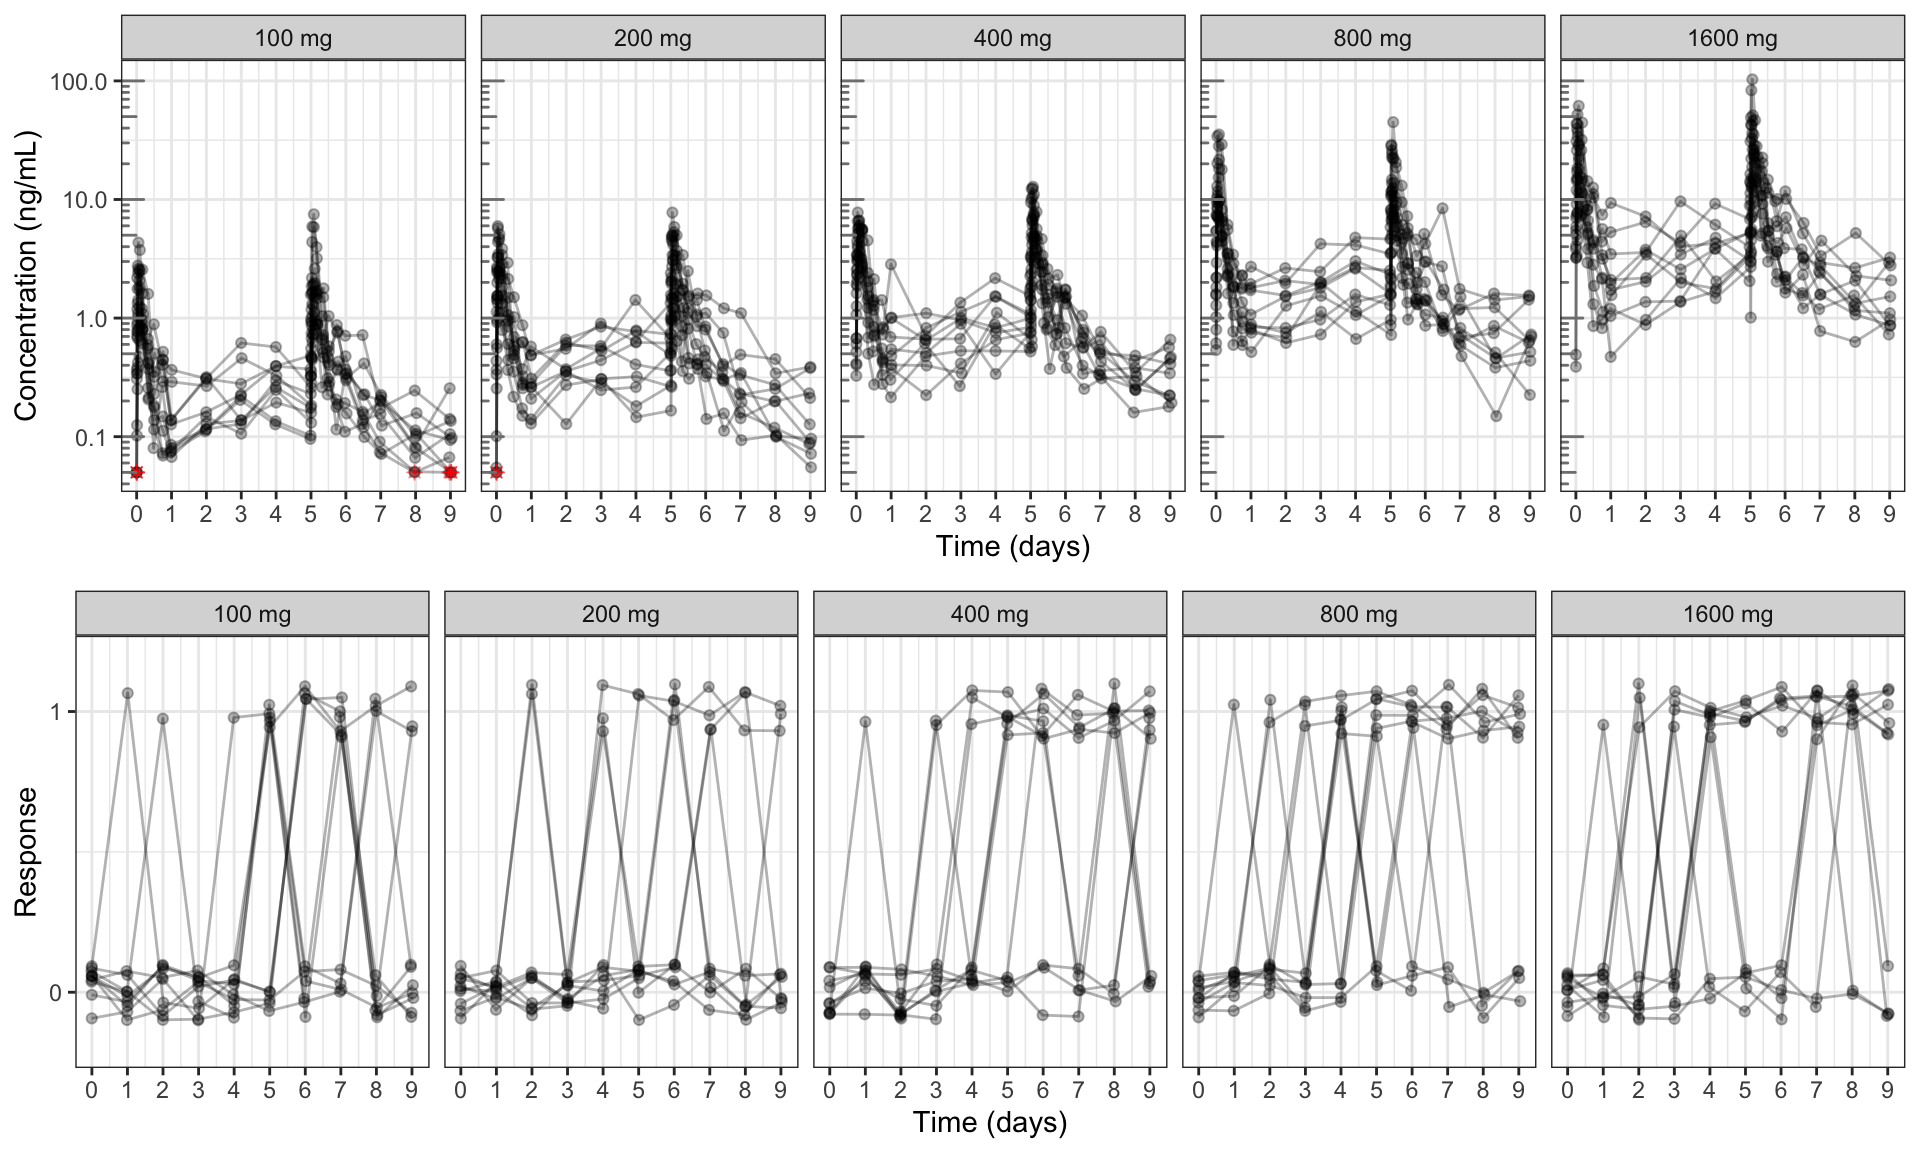 100 mg 200 mg 400 mg 800 mg 1600 mg
Concentration (ng/mL)
100.0
10.0
1.0
0.1
0 1 2 3 4 5 6 7 8 9 0 1 2 3 4 5 6 7 8 9 0 1 2 3 4 5 6 7 8 9 0 1 2 3 4 5 6 7 8 9 0 1 2 3 4 5 6 7 8 9
Time (days)
100 mg 200 mg 400 mg 800 mg 1600 mg
Response
1
0
0 1 2 3 4 5 6 7 8 9 0 1 2 3 4 5 6 7 8 9 0 1 2 3 4 5 6 7 8 9 0 1 2 3 4 5 6 7 8 9 0 1 2 3 4 5 6 7 8 9
Time (days)